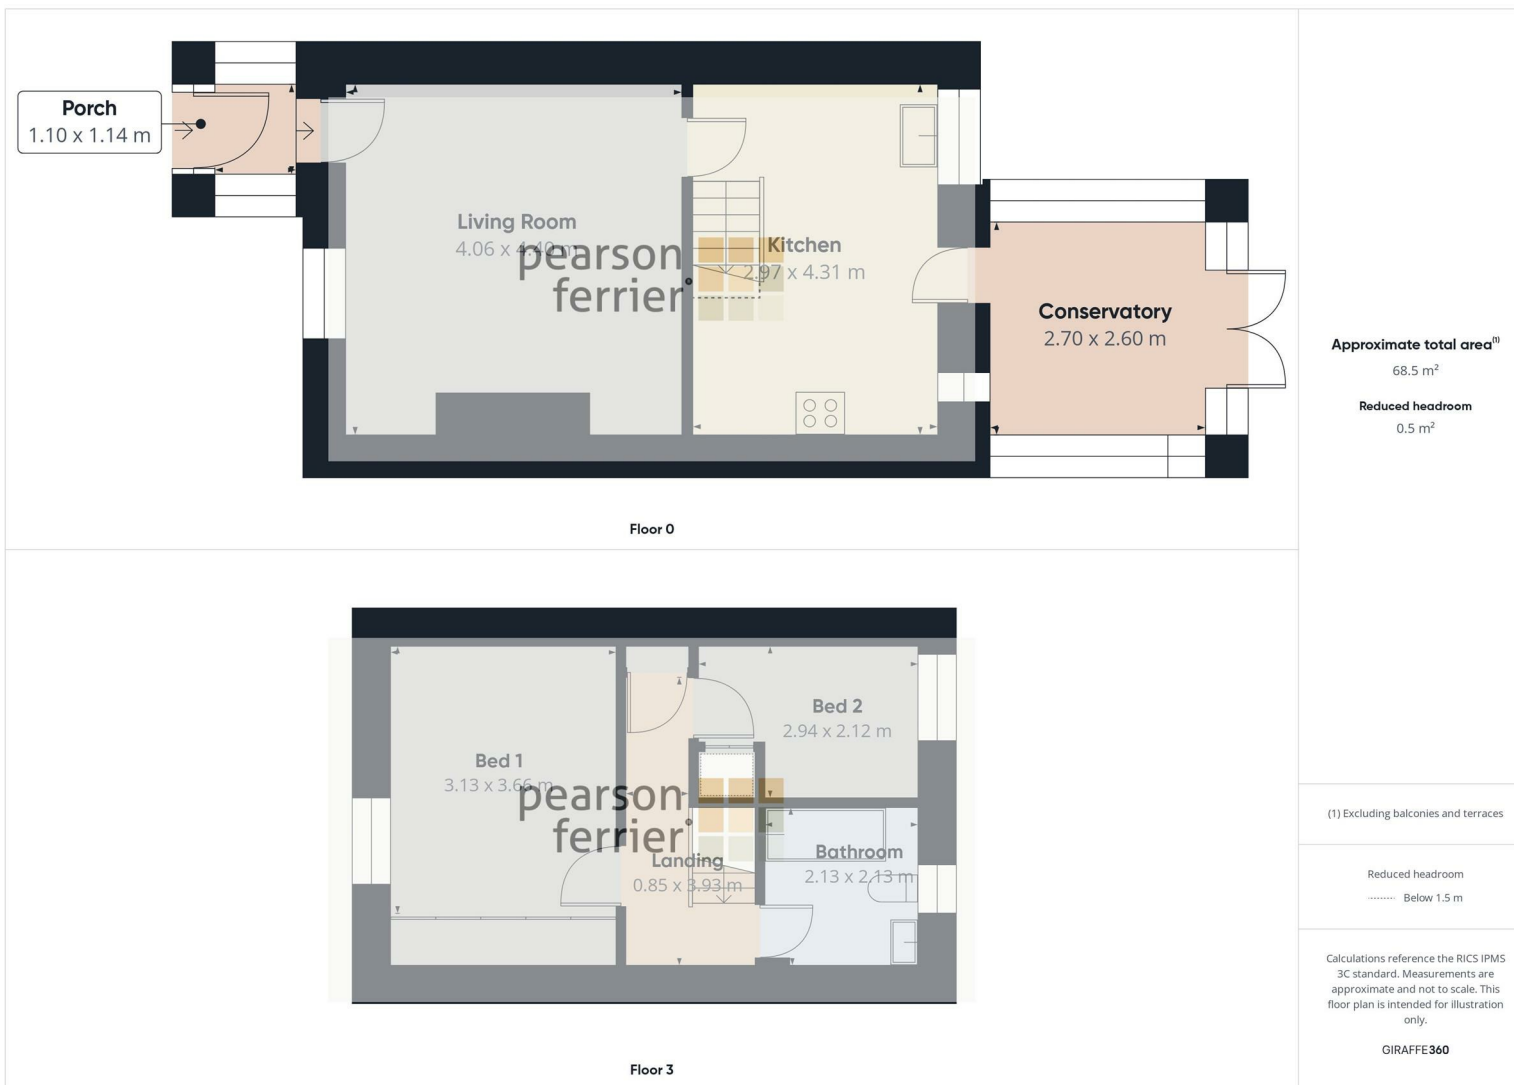 Porch
1.10 x 1.14 m
Living Room
4.06 x 4.40 m
Kitchen
2.97 x 4.31 m
pearson
ferrier
Conservatory
2.70 x 2.60 m
Floor 0
Approximate total area(1)
68.5 m²
Reduced headroom
0.5 m²
Bed 1
3.13 x 3.66 m
Bed 2
2.94 x 2.12 m
pearson
ferrier
Landing
0.85 x 3.93 m
Bathroom
2.13 x 2.13 m
Floor 3
(1) Excluding balconies and terraces
Reduced headroom
Below 1.5 m
Calculations reference the RICS IPMS
3C standard. Measurements are
approximate and not to scale. This
floor plan is intended for illustration
only.
GIRAFFE360